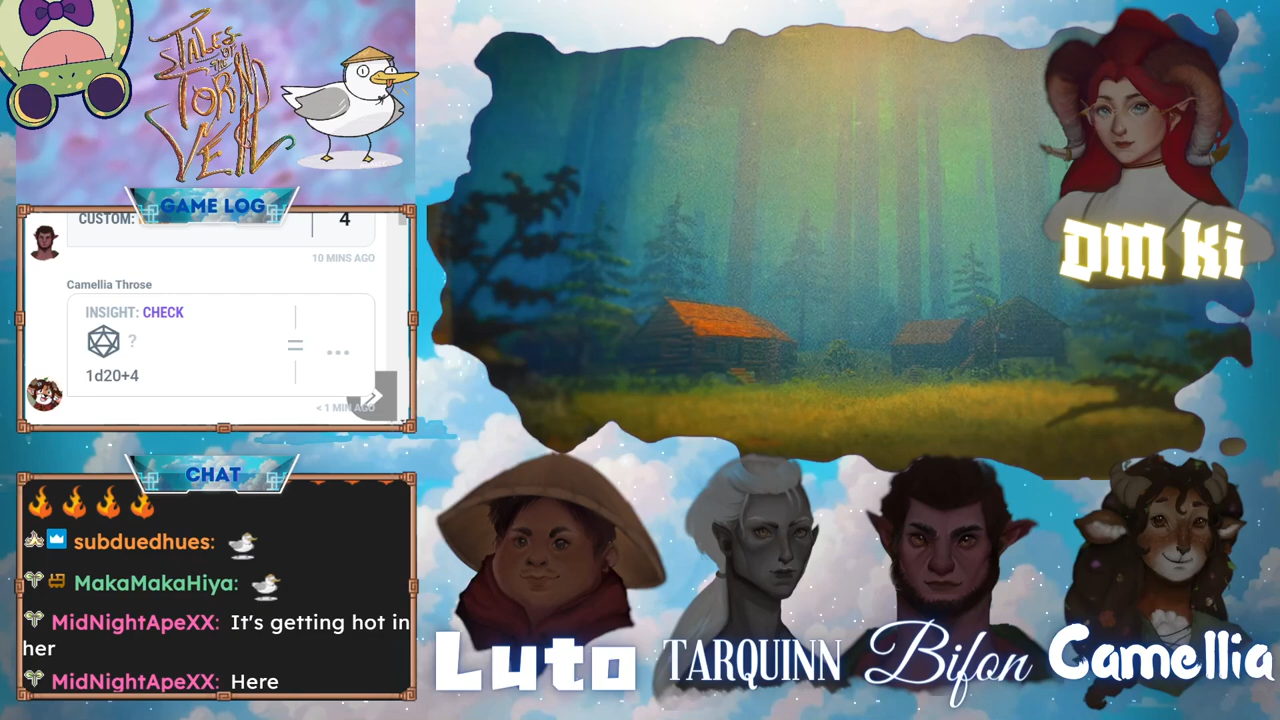 TALES
OF THE
TORN
VEIL
GAME LOG
CUSTOM:
4
10 MINS AGO
Camellia Throse
INSIGHT: CHECK
?
=
...
1d20+4
< 1 MIN AGO
CHAT
subduedhues:
MakaMakaHiya:
MidNightApeXX: It's getting hot in
her
MidNightApeXX: Here
DM Ki
Luto
TARQUINN
Bifon
Camellia